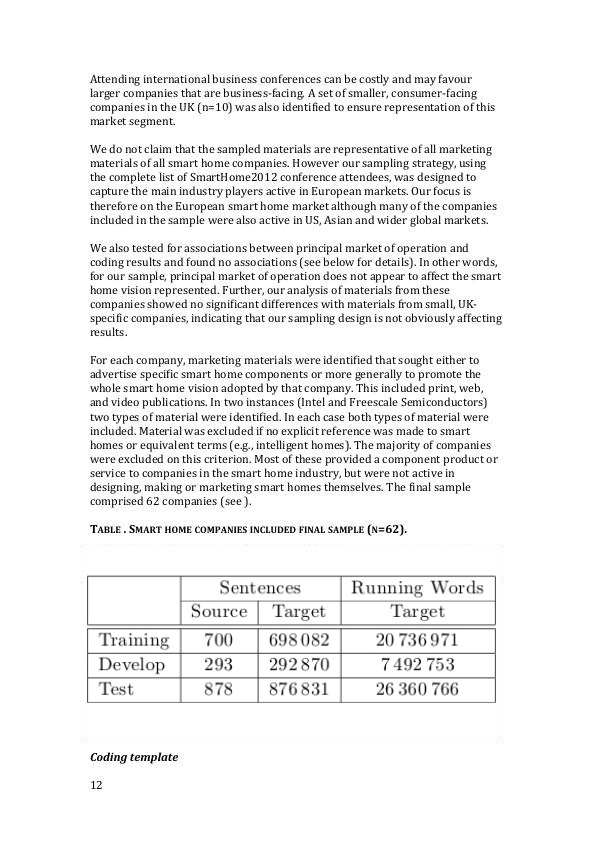 Attending international business conferences can be costly and may favour
larger companies that are business-facing. A set of smaller, consumer-facing
companies in the UK (n=10) was also identified to ensure representation of this
market segment.
We do not claim that the sampled materials are representative of all marketing
materials of all smart home companies. However our sampling strategy, using
the complete list of SmartHome2012 conference attendees, was designed to
capture the main industry players active in European markets. Our focus is
therefore on the European smart home market although many of the companies
included in the sample were also active in US, Asian and wider global markets.
We also tested for associations between principal market of operation and
coding results and found no associations (see below for details). In other words,
for our sample, principal market of operation does not appear to affect the smart
home vision represented. Further, our analysis of materials from these
companies showed no significant differences with materials from small, UK-
specific companies, indicating that our sampling design is not obviously affecting
results.
For each company, marketing materials were identified that sought either to
advertise specific smart home components or more generally to promote the
whole smart home vision adopted by that company. This included print, web,
and video publications. In two instances (Intel and Freescale Semiconductors)
two types of material were identified. In each case both types of material were
included. Material was excluded if no explicit reference was made to smart
homes or equivalent terms (e.g., intelligent homes). The majority of companies
were excluded on this criterion. Most of these provided a component product or
service to companies in the smart home industry, but were not active in
designing, making or marketing smart homes themselves. The final sample
comprised 62 companies (see ).
TABLE . SMART HOME COMPANIES INCLUDED FINAL SAMPLE (N=62).
Sentences Running Words
Source Target Target
Training 700 698 082 20 736 971
Develop 293 292 870 7 492 753
Test 878 876 831 26 360 766
Coding template
12